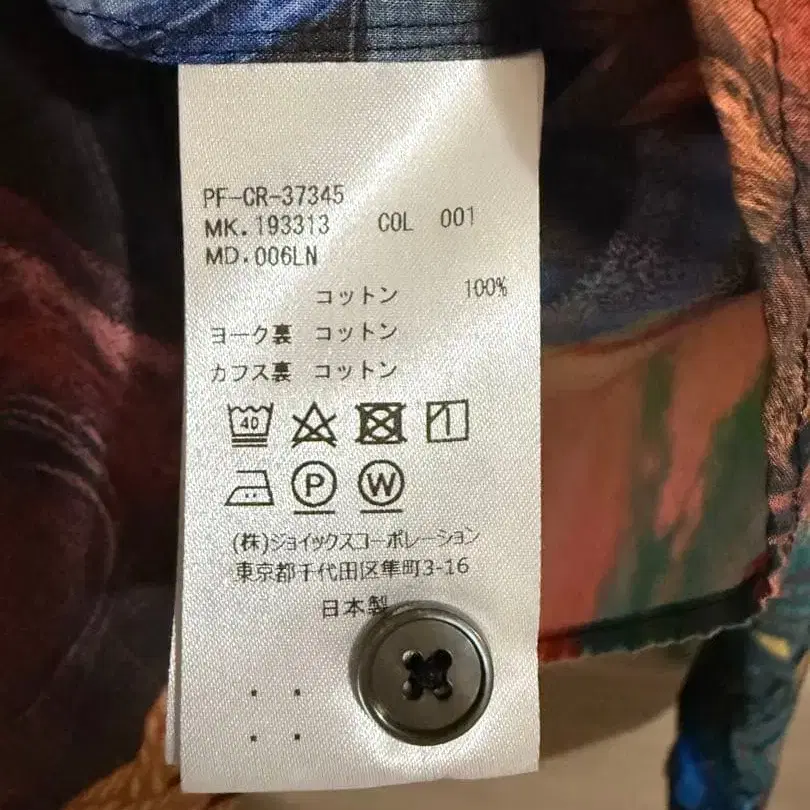 PF-CR-37345
MK.193313 COL 001
MD.006LN
コットン 100%
ヨーク裏 コットン
カフス裏 コットン
40
P W
(株)ジョイックスコーポレーション
東京都千代田区隼町3-16
日本製